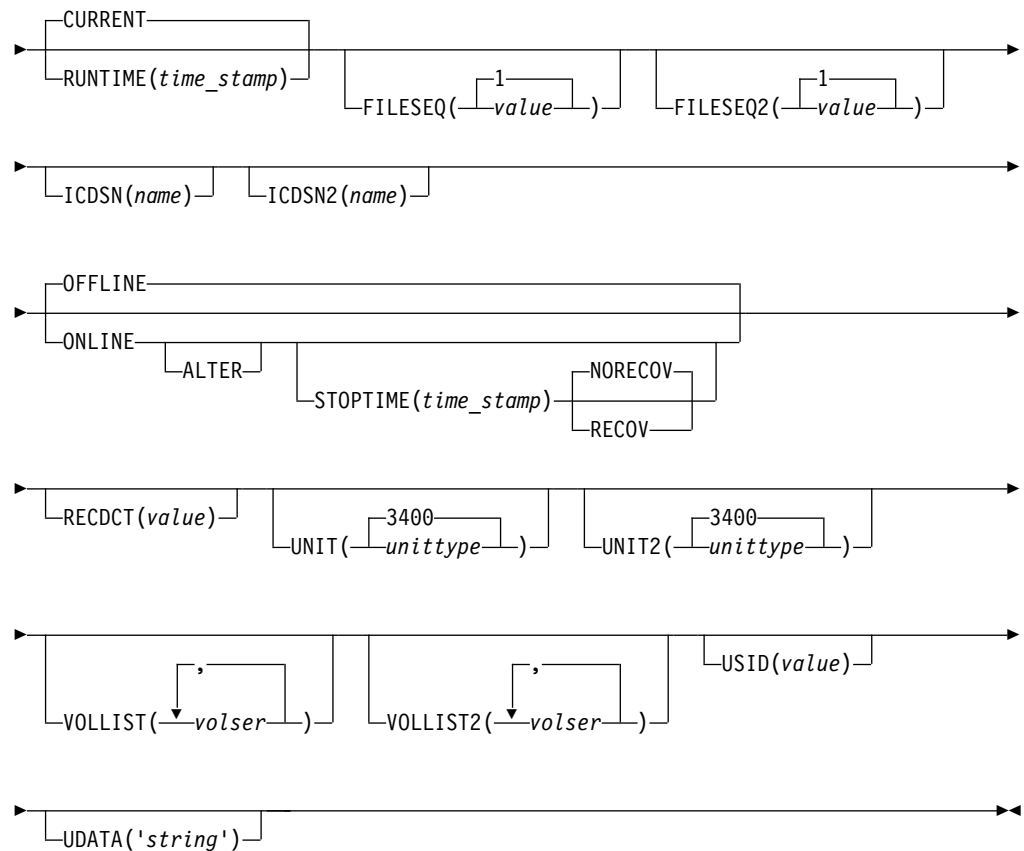 CURRENT
RUNTIME(time_stamp)
1
FILESEQ( value )
1
FILESEQ2( value )
ICDSN(name)
ICDSN2(name)
OFFLINE
ONLINE
ALTER
NORECOV
STOPTIME(time_stamp)
RECOV
RECDCT(value)
3400
UNIT( unittype )
3400
UNIT2( unittype )
,
VOLLIST( volser )
,
VOLLIST2( volser )
USID(value)
UDATA('string')